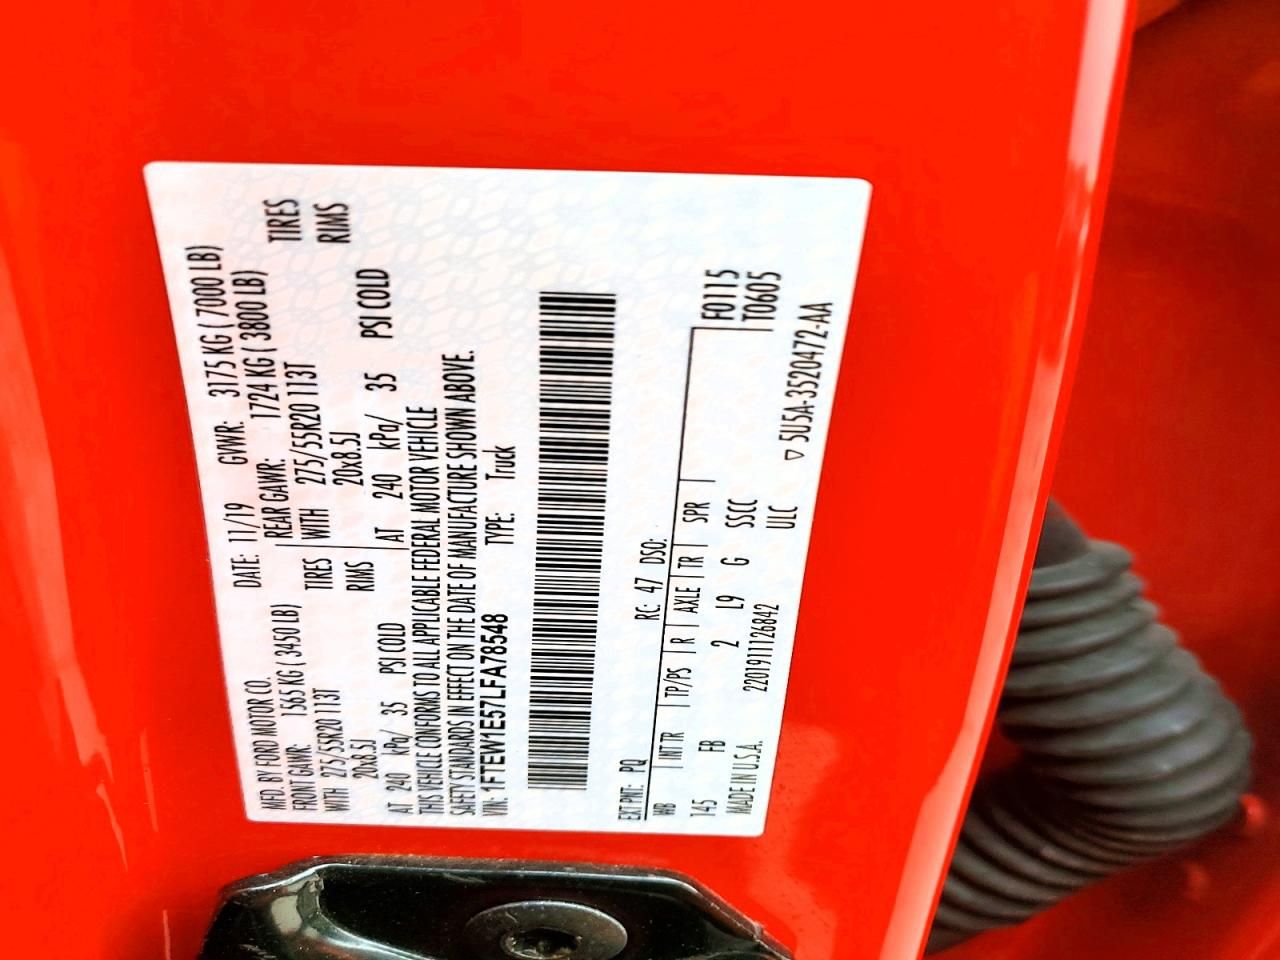 MFD. BY FORD MOTOR CO.
DATE: 11/19 GVWR: 3175 KG ( 7000 LB)
FRONT GAWR: 1565 KG ( 3450 LB) REAR GAWR: 1724 KG ( 3800 LB)
WITH 275/55R20 113T TIRES WITH 275/55R20 113T TIRES
20x8.5J RIMS 20x8.5J RIMS
AT 240 kPa/ 35 PSI COLD AT 240 kPa/ 35 PSI COLD
THIS VEHICLE CONFORMS TO ALL APPLICABLE FEDERAL MOTOR VEHICLE
SAFETY STANDARDS IN EFFECT ON THE DATE OF MANUFACTURE SHOWN ABOVE.
VIN: 1FTEW1E57LFA78548 TYPE: Truck
EXT PNT: PQ RC: 47 DSO:
WB INT TR TP/PS R AXLE TR SPR F0115
145 FB 2 L9 G SSCC T0605
MADE IN U.S.A. 220191126842 ULC ▽5U5A-3520472-AA